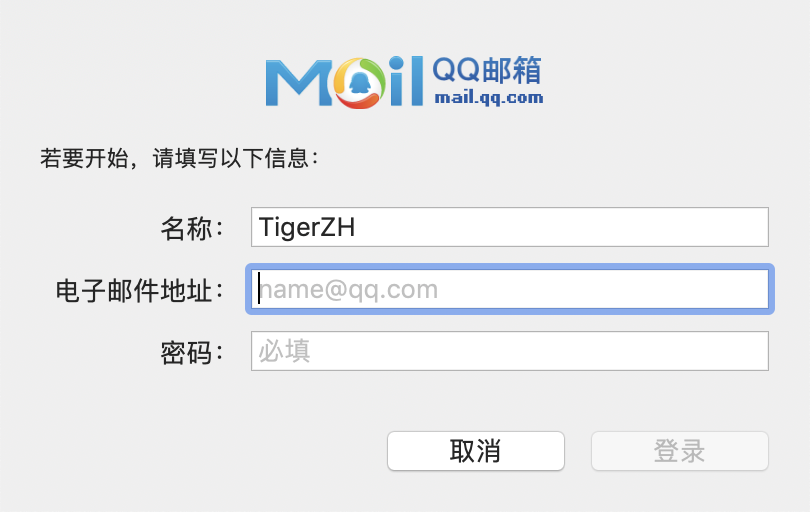 Mail QQ邮箱
mail.qq.com
若要开始，请填写以下信息：
名称： TigerZH
电子邮件地址： name@qq.com
密码： 必填
取消 登录